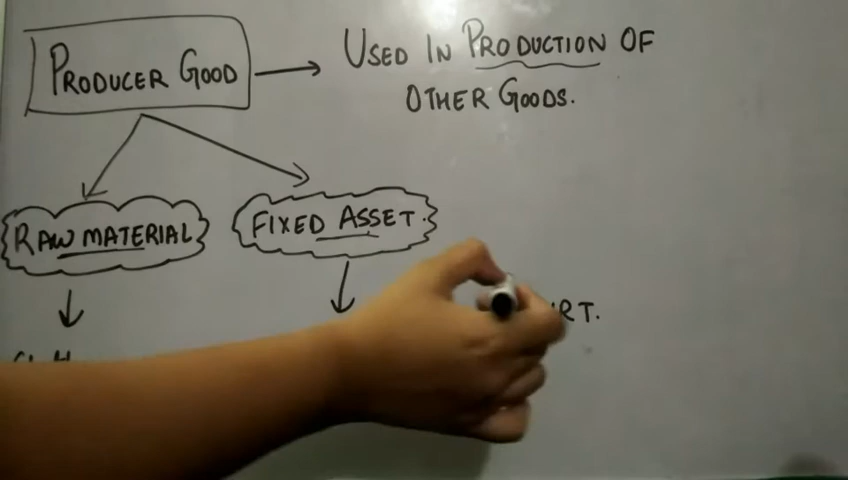 PRODUCER GOOD
USED IN PRODUCTION OF
OTHER GOODS.
RAW MATERIAL
FIXED ASSET.